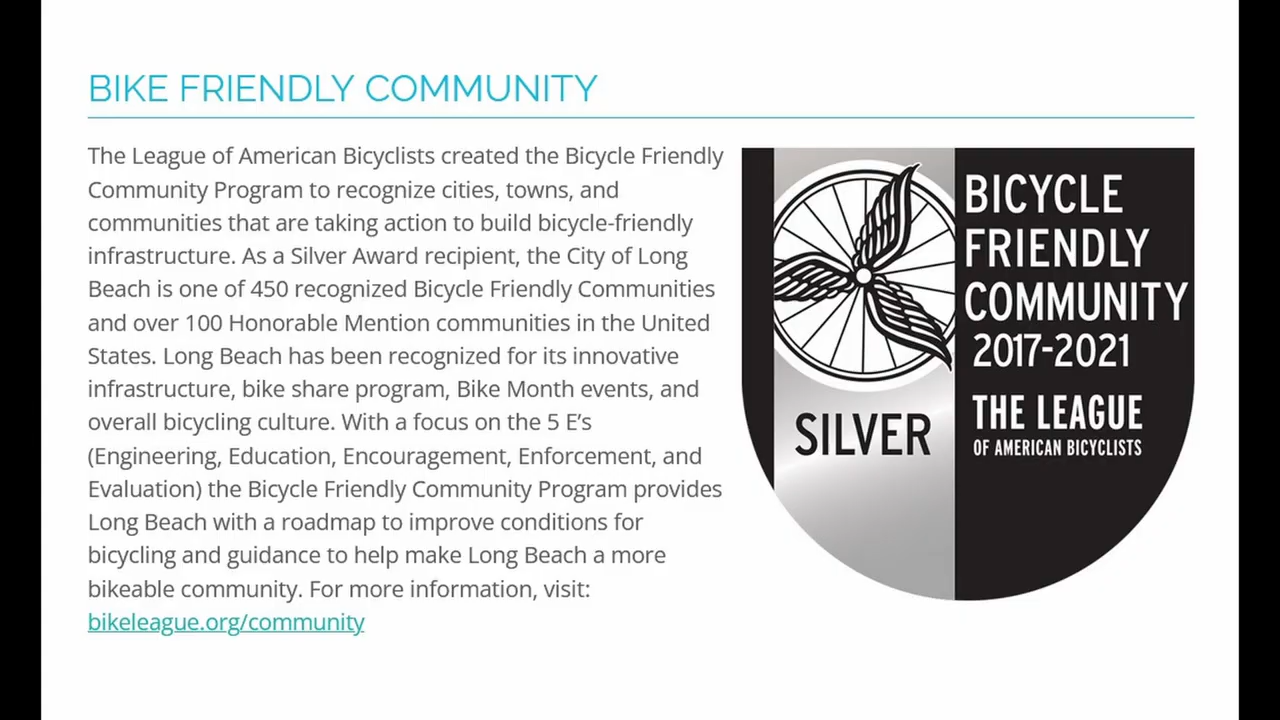 BIKE FRIENDLY COMMUNITY
The League of American Bicyclists created the Bicycle Friendly
Community Program to recognize cities, towns, and
communities that are taking action to build bicycle-friendly
infrastructure. As a Silver Award recipient, the City of Long
Beach is one of 450 recognized Bicycle Friendly Communities
and over 100 Honorable Mention communities in the United
States. Long Beach has been recognized for its innovative
infrastructure, bike share program, Bike Month events, and
overall bicycling culture. With a focus on the 5 E’s
(Engineering, Education, Encouragement, Enforcement, and
Evaluation) the Bicycle Friendly Community Program provides
Long Beach with a roadmap to improve conditions for
bicycling and guidance to help make Long Beach a more
bikeable community. For more information, visit:
bikeleague.org/community
SILVER
BICYCLE
FRIENDLY
COMMUNITY
2017-2021
THE LEAGUE
OF AMERICAN BICYCLISTS